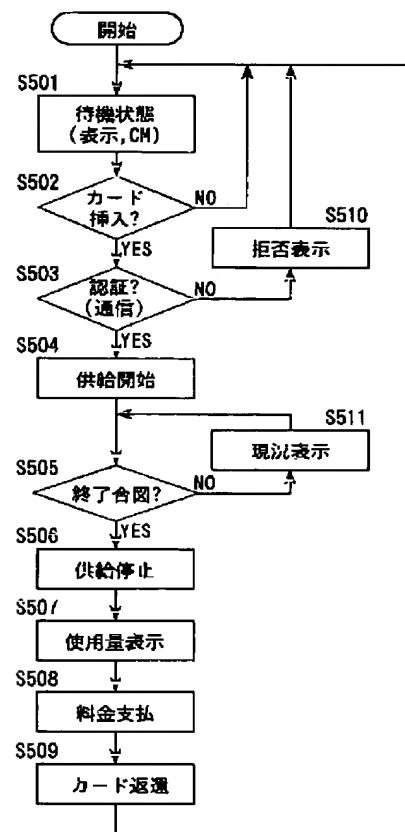 開始
S501
待機状態
(表示,CM)
S502
カード
挿入?
NO
YES
S510
拒否表示
S503
認証?
(通信)
NO
YES
S504
供給開始
S511
現況表示
S505
終了合図?
NO
YES
S506
供給停止
S507
使用量表示
S508
料金支払
S509
カード返還